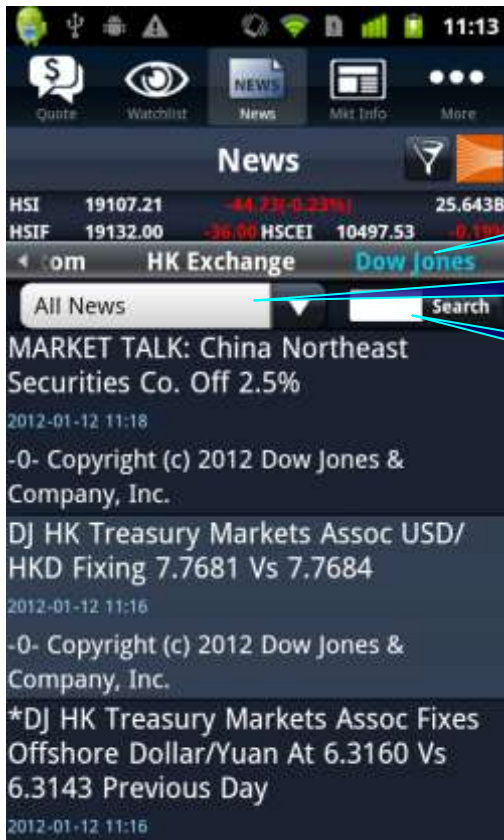 11:13
Quote Watchlist News Mkt Info More
NEWS
News
HSI 19107.21 -44.73(-0.23%) 25.643B
HSIF 19132.00 -36.00 HSCEI 10497.53
com HK Exchange Dow Jones
All News Search
MARKET TALK: China Northeast
Securities Co. Off 2.5%
2012-01-12 11:18
-0- Copyright (c) 2012 Dow Jones &
Company, Inc.
DJ HK Treasury Markets Assoc USD/
HKD Fixing 7.7681 Vs 7.7684
2012-01-12 11:16
-0- Copyright (c) 2012 Dow Jones &
Company, Inc.
*DJ HK Treasury Markets Assoc Fixes
Offshore Dollar/Yuan At 6.3160 Vs
6.3143 Previous Day
2012-01-12 11:16